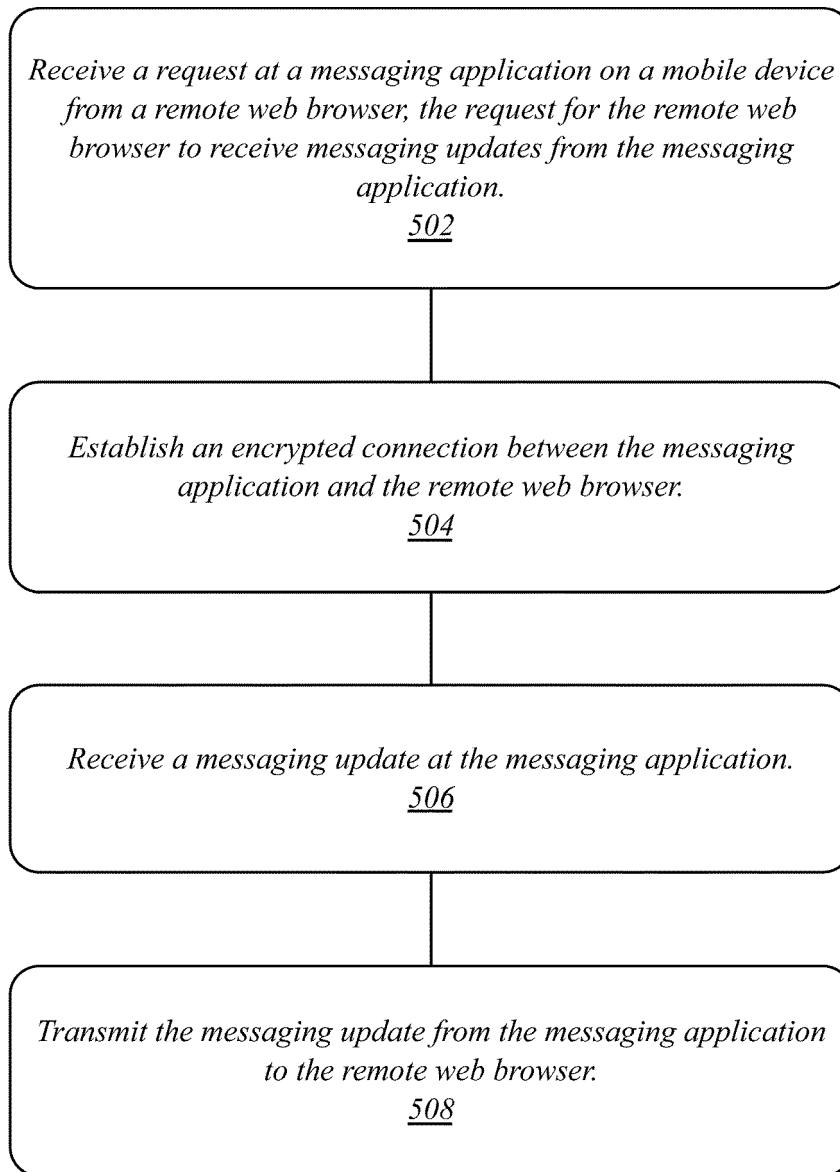 Receive a request at a messaging application on a mobile device
from a remote web browser, the request for the remote web
browser to receive messaging updates from the messaging
application.
502
Establish an encrypted connection between the messaging
application and the remote web browser.
504
Receive a messaging update at the messaging application.
506
Transmit the messaging update from the messaging application
to the remote web browser.
508